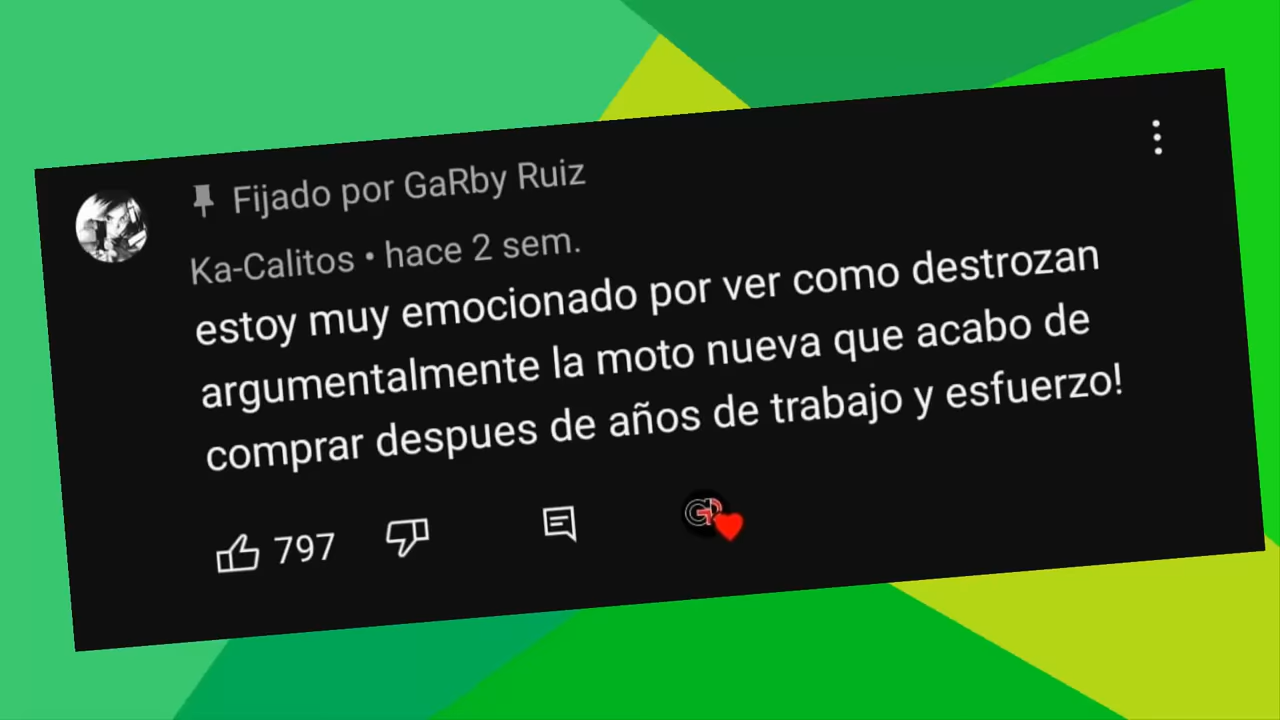 Fijado por GaRby Ruiz
Ka-Calitos • hace 2 sem.
estoy muy emocionado por ver como destrozan
argumentalmente la moto nueva que acabo de
comprar despues de años de trabajo y esfuerzo!
797
GR